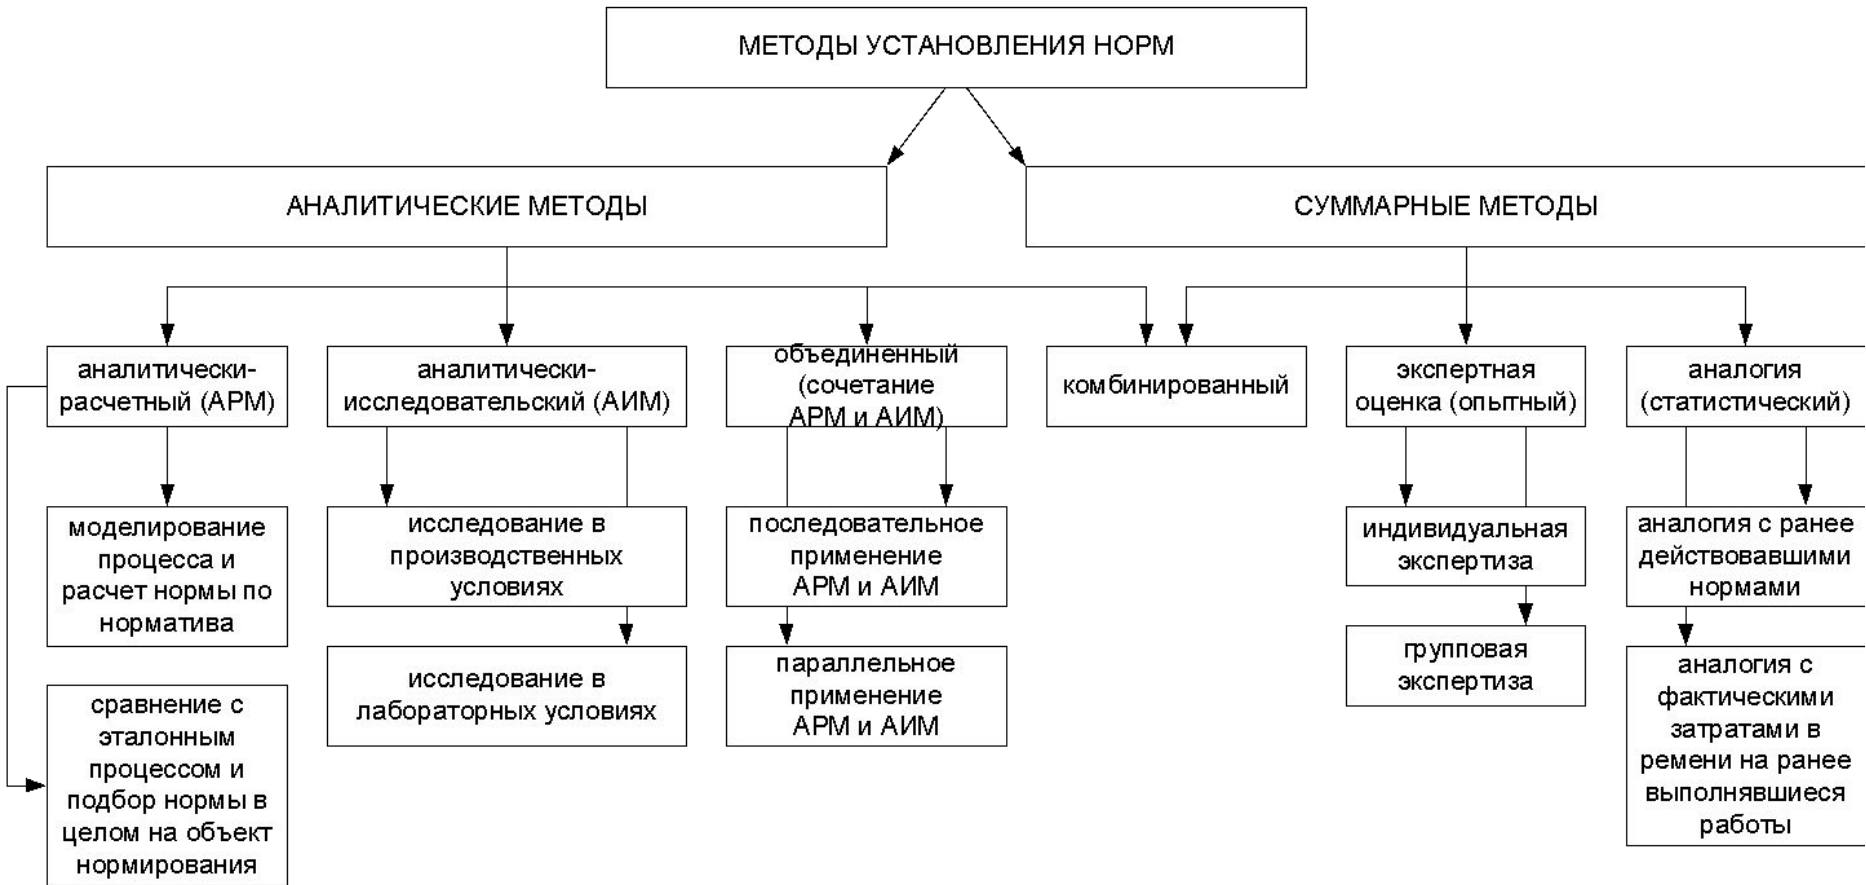 МЕТОДЫ УСТАНОВЛЕНИЯ НОРМ
АНАЛИТИЧЕСКИЕ МЕТОДЫ
СУММАРНЫЕ МЕТОДЫ
аналитически-
расчетный (АРМ)
аналитически-
исследовательский (АИМ)
объединенный
(сочетание
АРМ и АИМ)
комбинированный
экспертная
оценка (опытный)
аналогия
(статистический)
моделирование
процесса и
расчет нормы по
норматива
исследование в
производственных
условиях
последовательное
применение
АРМ и АИМ
индивидуальная
экспертиза
аналогия с ранее
действовавшими
нормами
сравнение с
эталонным
процессом и
подбор нормы в
целом на объект
нормирования
исследование в
лабораторных условиях
параллельное
применение
АРМ и АИМ
групповая
экспертиза
аналогия с
фактическими
затратами в
ремени на ранее
выполнявшиеся
работы